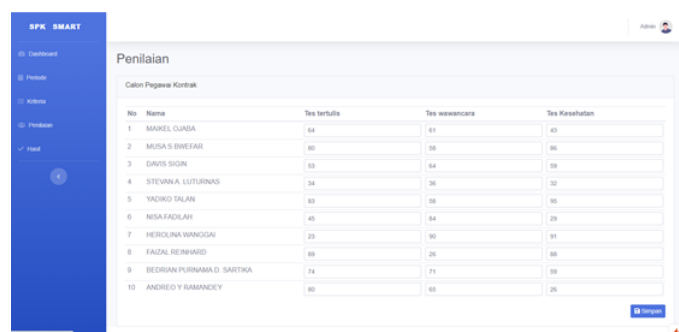 SPK SMART
Admin
Dashboard
Periode
Kriteria
Penilaian
Hasil
Penilaian
Calon Pegawai Kontrak
No Nama Tes tertulis Tes wawancara Tes Kesehatan
1 MAIKEL OJABA 64 61 43
2 MUSA S BWEFAR 80 58 86
3 DAVIS SIGIN 53 64 59
4 STEVAN A. LUTURNAS 34 36 32
5 YADIKO TALAN 83 58 95
6 NISA FADILAH 45 84 29
7 HEROLINA WANGGAI 23 90 91
8 FAIZAL REINHARD 89 26 88
9 BEDRIAN PURNAMA D. SARTIKA 74 71 59
10 ANDREO Y RAMANDEY 80 65 26
Simpan